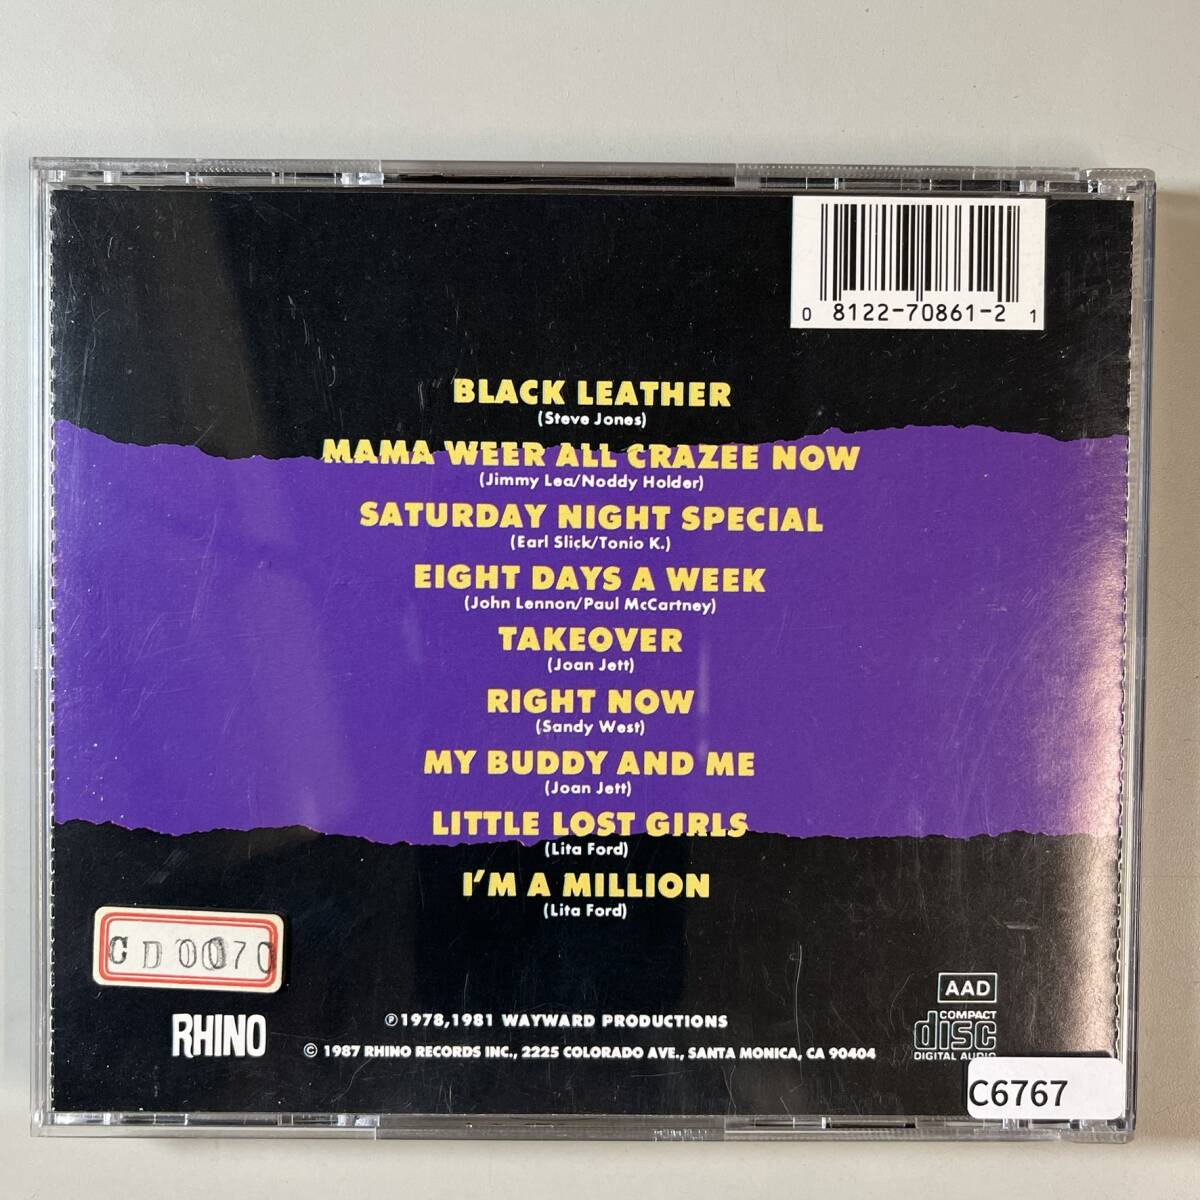 0 8122-70861-2 1
BLACK LEATHER
(Steve Jones)
MAMA WEER ALL CRAZEE NOW
(Jimmy Lea/Noddy Holder)
SATURDAY NIGHT SPECIAL
(Earl Slick/Tonio K.)
EIGHT DAYS A WEEK
(John Lennon/Paul McCartney)
TAKEOVER
(Joan Jett)
RIGHT NOW
(Sandy West)
MY BUDDY AND ME
(Joan Jett)
LITTLE LOST GIRLS
(Lita Ford)
I'M A MILLION
(Lita Ford)
CD0070
RHINO
℗1978,1981 WAYWARD PRODUCTIONS
© 1987 RHINO RECORDS INC., 2225 COLORADO AVE., SANTA MONICA, CA 90404
AAD
COMPACT
disc
DIGITAL AUDIO
C6767